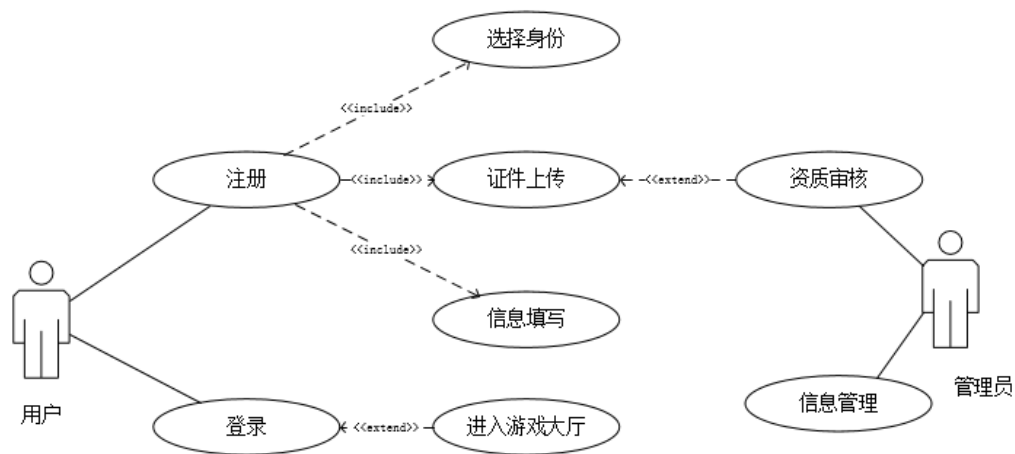 选择身份
<<include>>
注册
<<include>>
证件上传
<<extend>>
资质审核
<<include>>
信息填写
用户
管理员
登录
<<extend>>
进入游戏大厅
信息管理